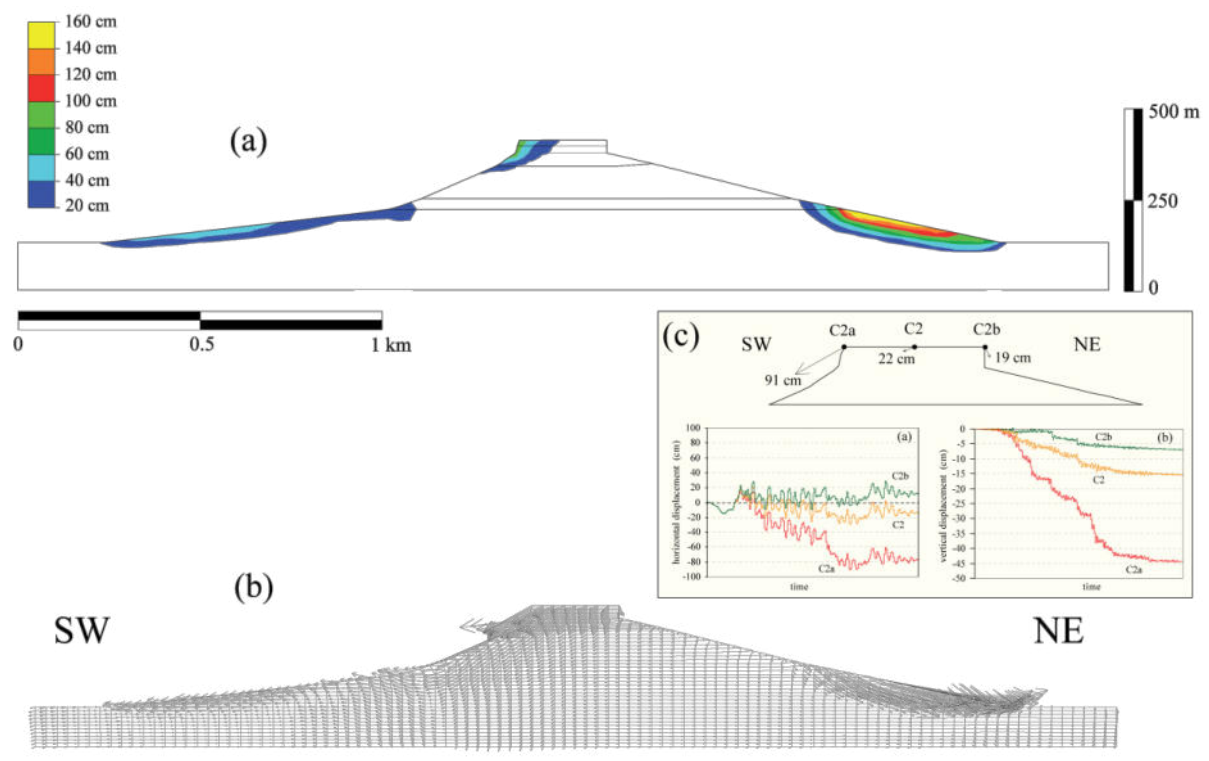 160 cm
140 cm
120 cm
100 cm
80 cm
60 cm
40 cm
20 cm
(a)
500 m
250
0
0 0.5 1 km
(c)
SW C2a C2 C2b NE
91 cm 22 cm 19 cm
horizontal displacement (cm)
100
80
60
40
20
0
-20
-40
-60
-80
-100
(a)
C2b
C2
C2a
time
vertical displacement (cm)
0
-5
-10
-15
-20
-25
-30
-35
-40
-45
-50
(b)
C2b
C2
C2a
time
(b)
SW NE